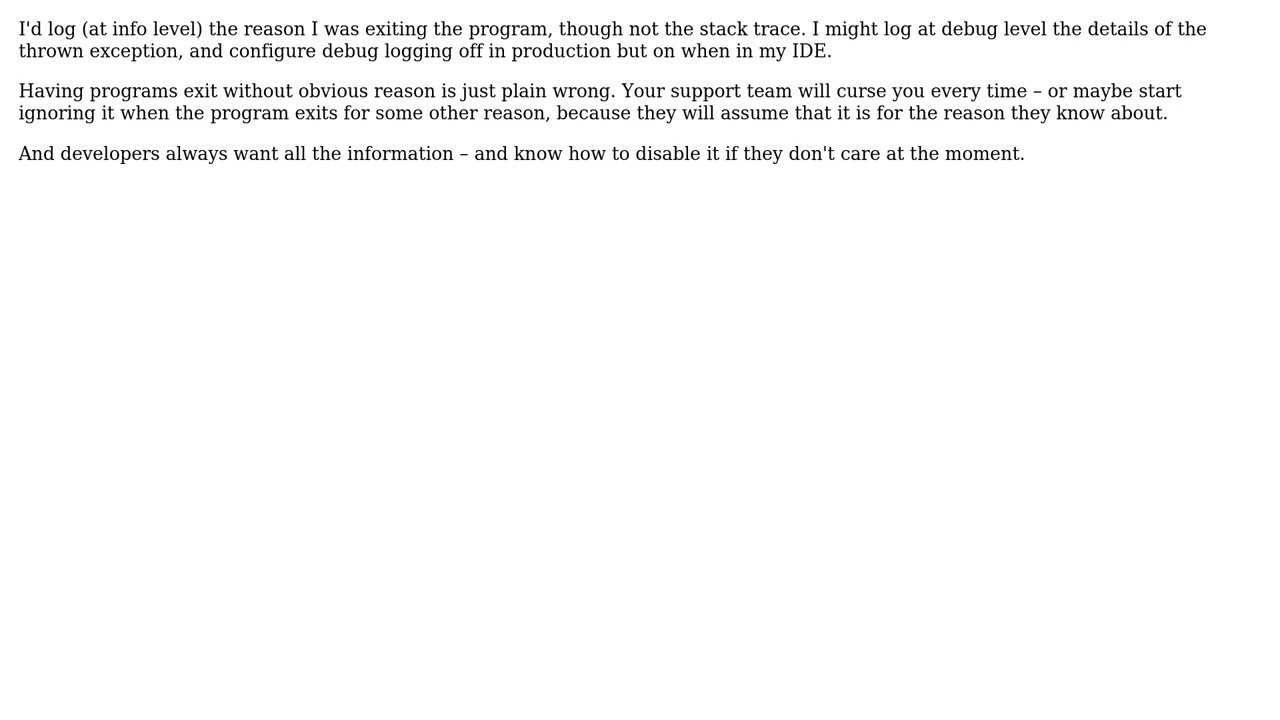 I'd log (at info level) the reason I was exiting the program, though not the stack trace. I might log at debug level the details of the
thrown exception, and configure debug logging off in production but on when in my IDE.
Having programs exit without obvious reason is just plain wrong. Your support team will curse you every time – or maybe start
ignoring it when the program exits for some other reason, because they will assume that it is for the reason they know about.
And developers always want all the information – and know how to disable it if they don't care at the moment.